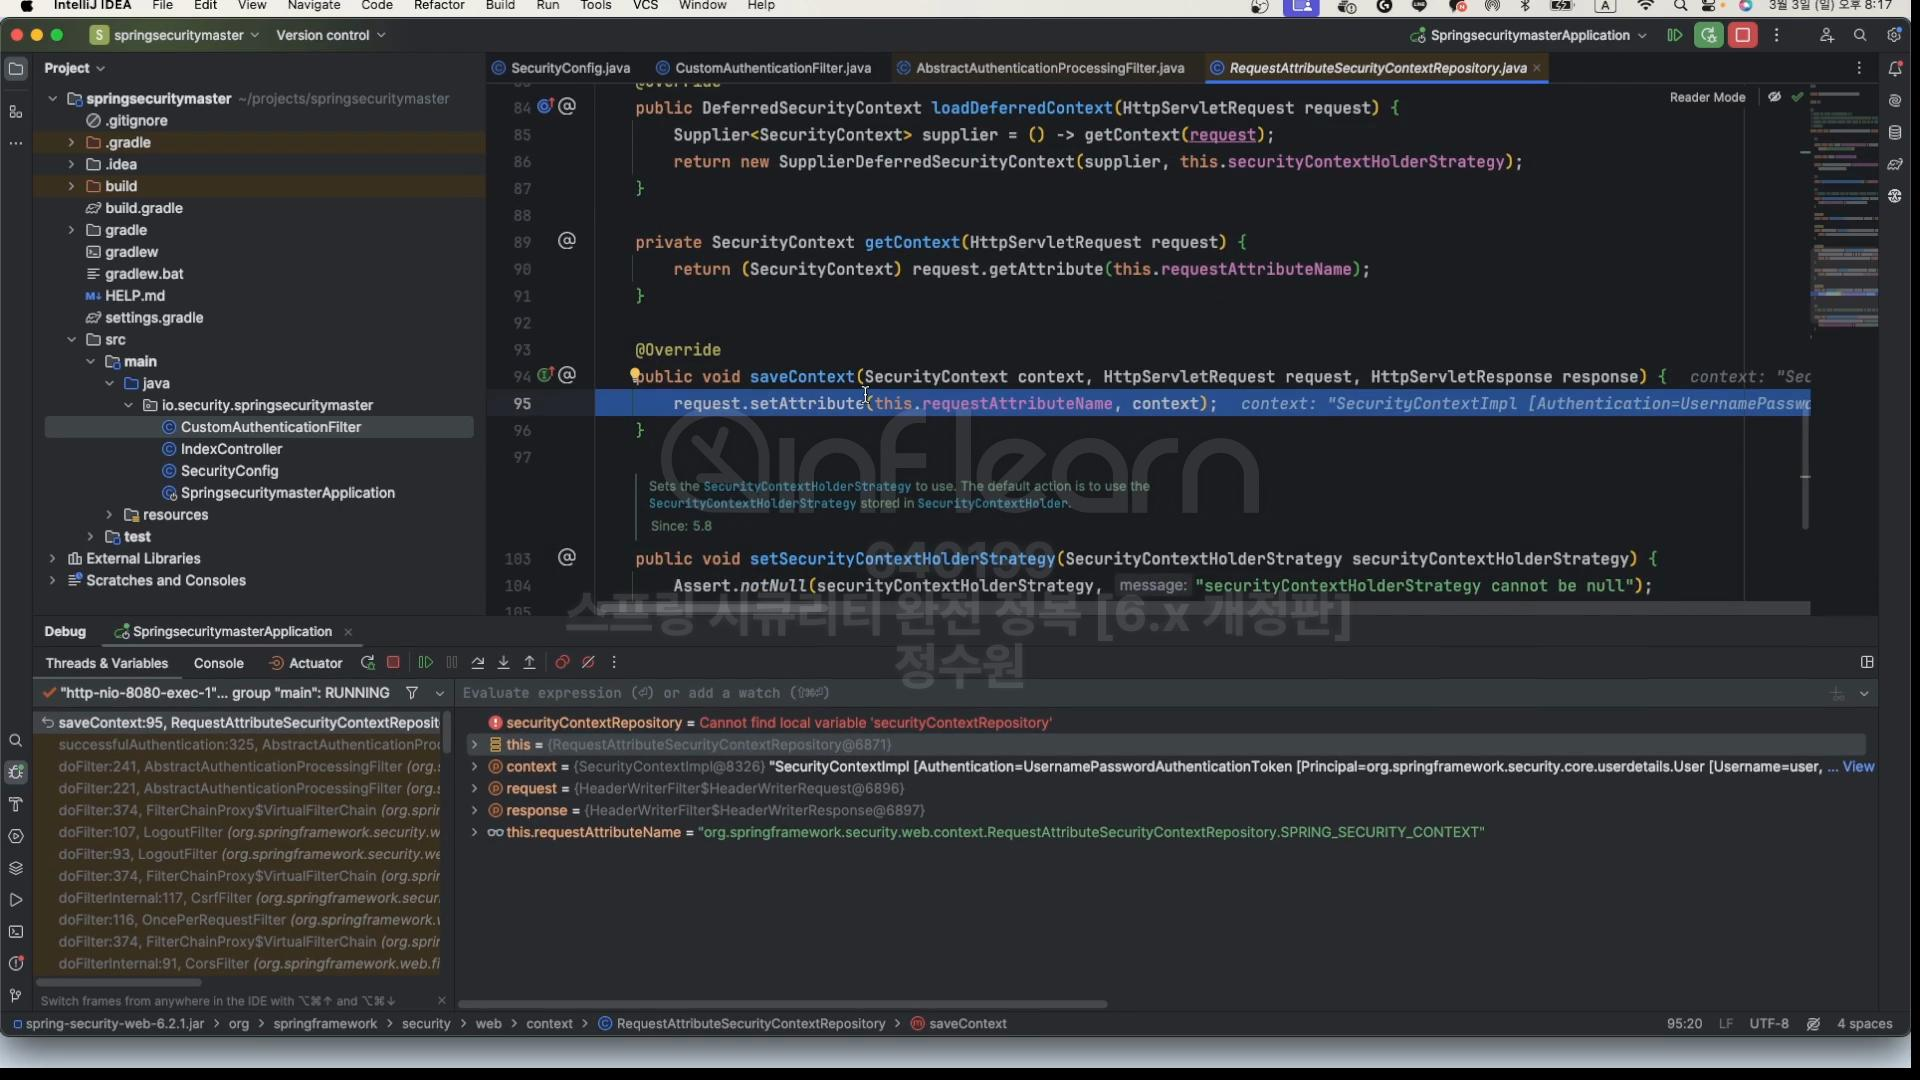 IntelliJ IDEA File Edit View Navigate Code Refactor Build Run Tools VCS Window Help A 3월 3일 (일) 오후 8:17
S springsecuritymaster Version control SpringsecuritymasterApplication
Project SecurityConfig.java CustomAuthenticationFilter.java AbstractAuthenticationProcessingFilter.java RequestAttributeSecurityContextRepository.java
Reader Mode
springsecuritymaster ~/projects/springsecuritymaster
.gitignore
.gradle
.idea
build
build.gradle
gradle
gradlew
gradlew.bat
HELP.md
settings.gradle
src
main
java
io.security.springsecuritymaster
CustomAuthenticationFilter
IndexController
SecurityConfig
SpringsecuritymasterApplication
resources
test
External Libraries
Scratches and Consoles
@Override
84 public DeferredSecurityContext loadDeferredContext(HttpServletRequest request) {
85 Supplier<SecurityContext> supplier = () -> getContext(request);
86 return new SupplierDeferredSecurityContext(supplier, this.securityContextHolderStrategy);
87 }
88
89 private SecurityContext getContext(HttpServletRequest request) {
90 return (SecurityContext) request.getAttribute(this.requestAttributeName);
91 }
92
93 @Override
94 public void saveContext(SecurityContext context, HttpServletRequest request, HttpServletResponse response) { context: "Sec
95 request.setAttribute(this.requestAttributeName, context); context: "SecurityContextImpl [Authentication=UsernamePassw
96 }
97
Sets the SecurityContextHolderStrategy to use. The default action is to use the
SecurityContextHolderStrategy stored in SecurityContextHolder.
Since: 5.8
103 public void setSecurityContextHolderStrategy(SecurityContextHolderStrategy securityContextHolderStrategy) {
104 Assert.notNull(securityContextHolderStrategy, message: "securityContextHolderStrategy cannot be null");
105
inflearn
스프링 시큐리티 완전 정복 [6.x 개정판]
정수원
Debug SpringsecuritymasterApplication
Threads & Variables Console Actuator
"http-nio-8080-exec-1"... group "main": RUNNING
Evaluate expression (⏎) or add a watch (⇧⌘⏎)
saveContext:95, RequestAttributeSecurityContextReposit
successfulAuthentication:325, AbstractAuthenticationPro
doFilter:241, AbstractAuthenticationProcessingFilter (org.
doFilter:221, AbstractAuthenticationProcessingFilter (org.s
doFilter:374, FilterChainProxy$VirtualFilterChain (org.sprin
doFilter:107, LogoutFilter (org.springframework.security.w
doFilter:93, LogoutFilter (org.springframework.security.we
doFilter:374, FilterChainProxy$VirtualFilterChain (org.sprin
doFilterInternal:117, CsrfFilter (org.springframework.secur
doFilter:116, OncePerRequestFilter (org.springframework.w
doFilter:374, FilterChainProxy$VirtualFilterChain (org.sprin
doFilterInternal:91, CorsFilter (org.springframework.web.fi
securityContextRepository = Cannot find local variable 'securityContextRepository'
this = {RequestAttributeSecurityContextRepository@6871}
context = {SecurityContextImpl@8326} "SecurityContextImpl [Authentication=UsernamePasswordAuthenticationToken [Principal=org.springframework.security.core.userdetails.User [Username=user, ... View
request = {HeaderWriterFilter$HeaderWriterRequest@6896}
response = {HeaderWriterFilter$HeaderWriterResponse@6897}
this.requestAttributeName = "org.springframework.security.web.context.RequestAttributeSecurityContextRepository.SPRING_SECURITY_CONTEXT"
Switch frames from anywhere in the IDE with ⌥⌘↑ and ⌥⌘↓
spring-security-web-6.2.1.jar > org > springframework > security > web > context > RequestAttributeSecurityContextRepository > saveContext 95:20 LF UTF-8 4 spaces